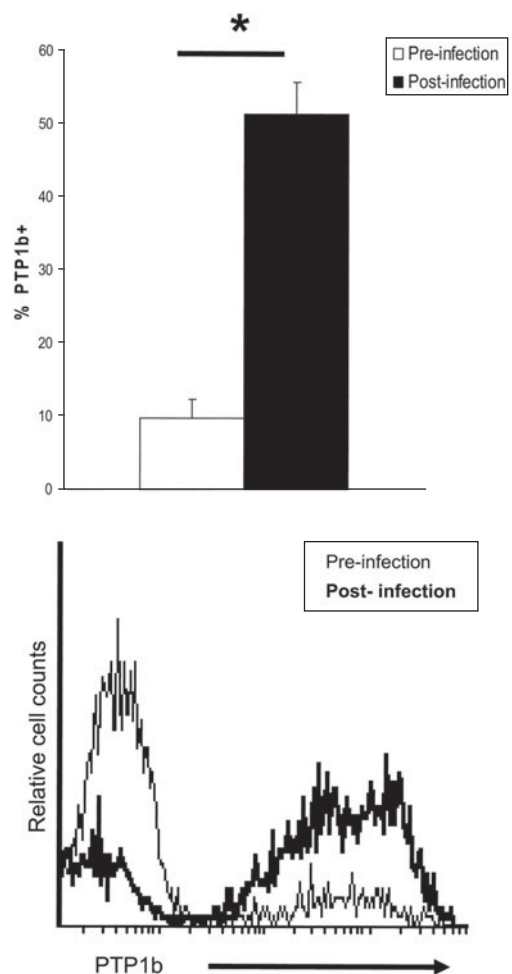 *
60
50
40
30
20
10
0
% PTP1b+
Pre-infection
Post-infection
Pre-infection
Post- infection
Relative cell counts
PTP1b